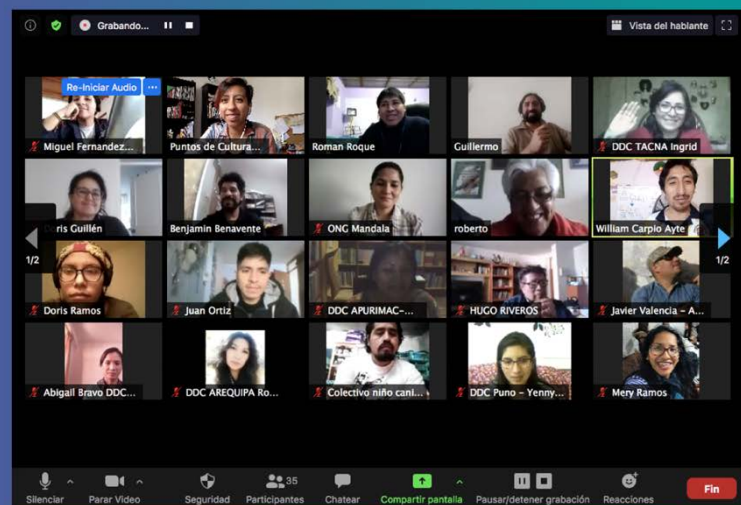 Grabando...
Vista del hablante
Re-Iniciar Audio ...
Miguel Fernandez...
Puntos de Cultura...
Roman Roque
Guillermo
DDC TACNA Ingrid
Doris Guillén
Benjamin Benavente
ONG Mandala
roberto
William Carpio Ayte
1/2
1/2
Doris Ramos
Juan Ortiz
DDC APURIMAC-...
HUGO RIVEROS
Javier Valencia - A...
Abigail Bravo DDC...
DDC AREQUIPA Ro...
Colectivo niño cani...
DDC Puno - Yenny...
Mery Ramos
35
Silenciar
Parar Video
Seguridad
Participantes
Chatear
Compartir pantalla
Pausar/detener grabación
Reacciones
Fin